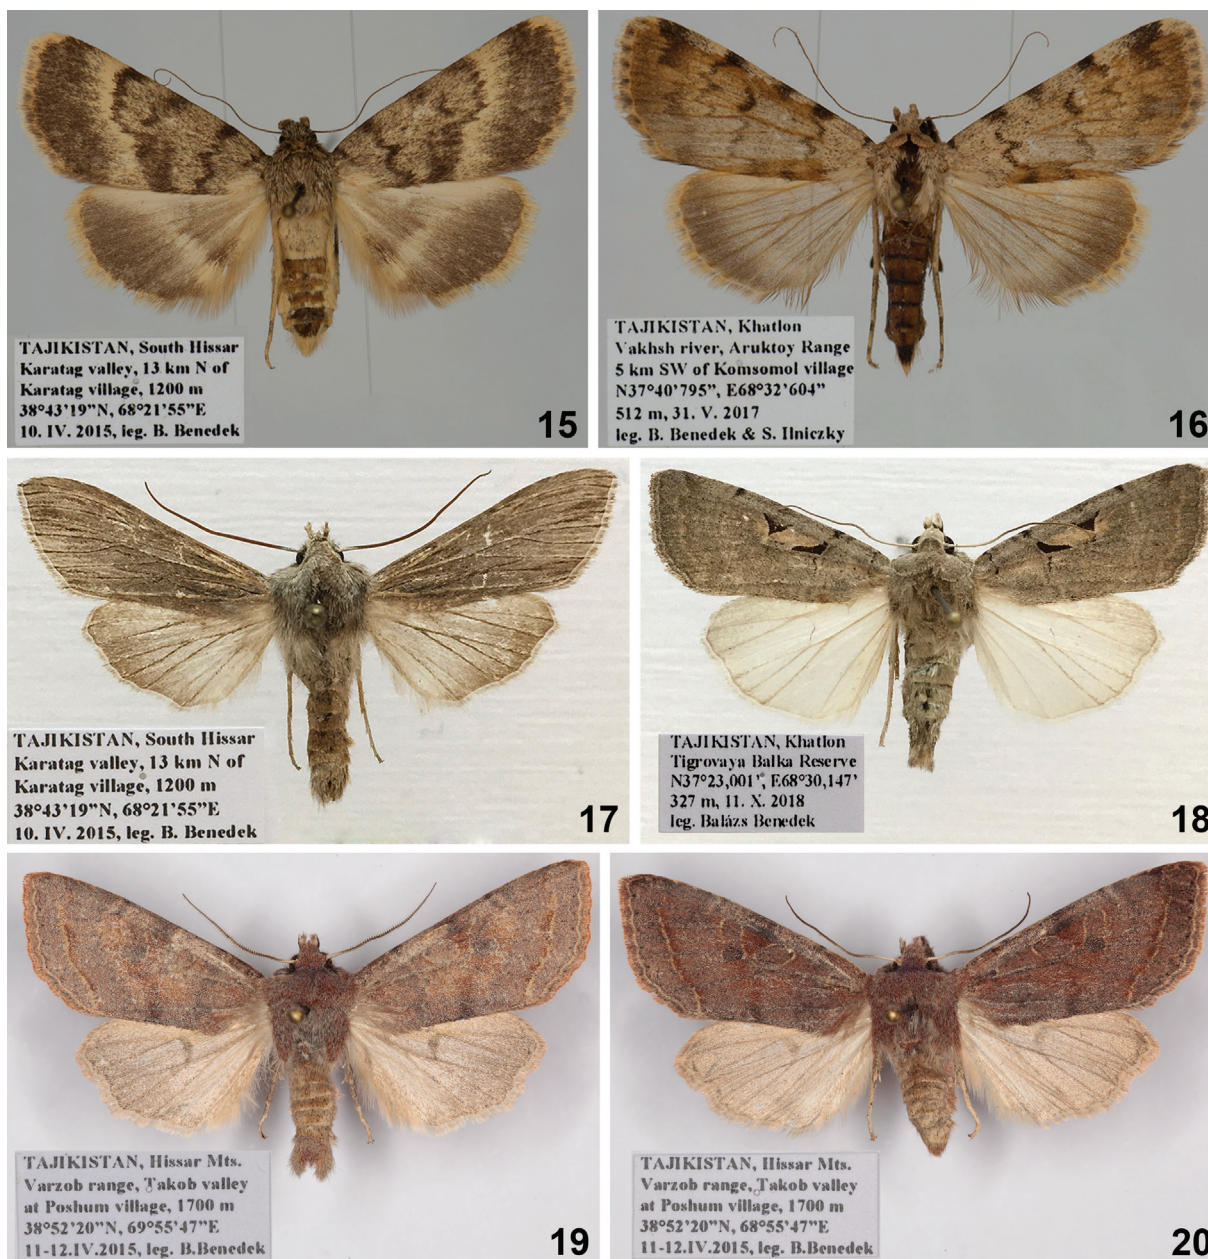 TAJIKISTAN, South Hissar
Karatag valley, 13 km N of
Karatag village, 1200 m
38°43'19"N, 68°21'55"E
10. IV. 2015, leg. B. Benedek
15
TAJIKISTAN, Khatlon
Vakhsh river, Aruktoy Range
5 km SW of Komsomol village
N37°40'795", E68°32'604"
512 m, 31. V. 2017
leg. B. Benedek & S. Ilniczky
16
TAJIKISTAN, South Hissar
Karatag valley, 13 km N of
Karatag village, 1200 m
38°43'19"N, 68°21'55"E
10. IV. 2015, leg. B. Benedek
17
TAJIKISTAN, Khatlon
Tigrovaya Balka Reserve
N37°23,001', E68°30,147'
327 m, 11. X. 2018
leg. Balázs Benedek
18
TAJIKISTAN, Hissar Mts.
Varzob range, Takob valley
at Poshum village, 1700 m
38°52'20"N, 69°55'47"E
11-12.IV.2015, leg. B.Benedek
19
TAJIKISTAN, Hissar Mts.
Varzob range, Takob valley
at Poshum village, 1700 m
38°52'20"N, 68°55'47"E
11-12.IV.2015, leg. B.Benedek
20